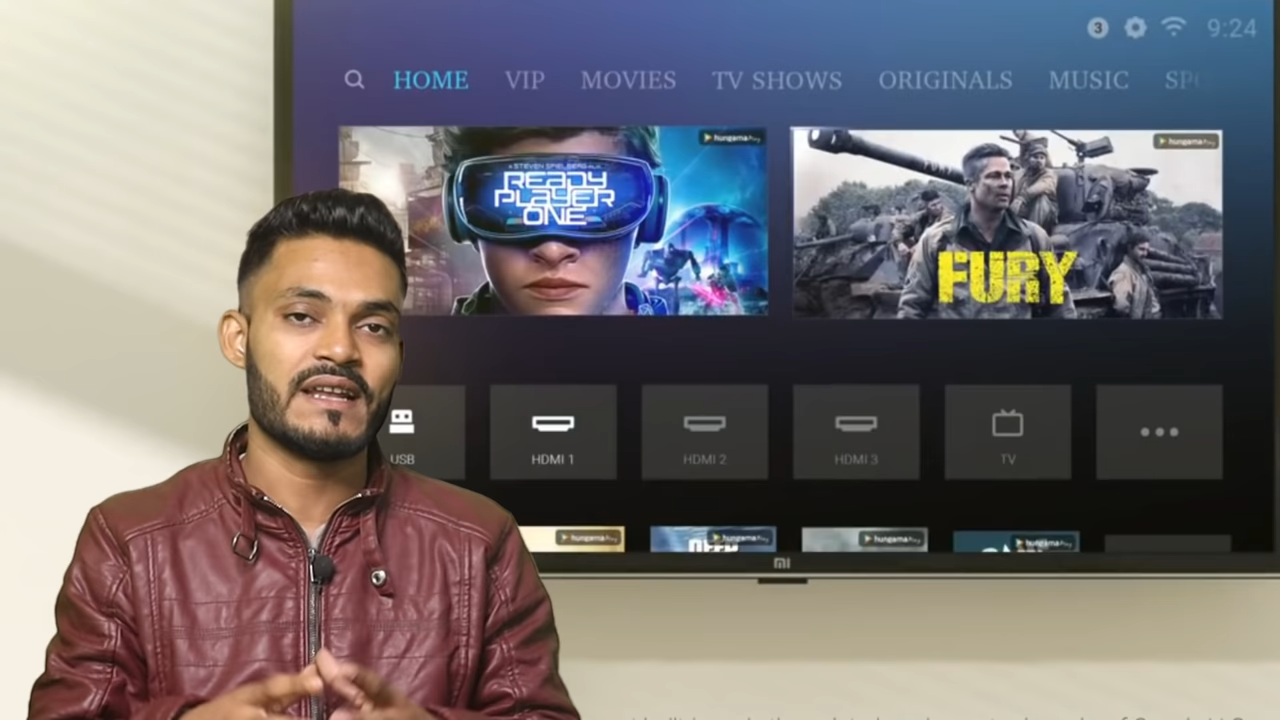 3 9:24
HOME VIP MOVIES TV SHOWS ORIGINALS MUSIC
hungama
hungama
A STEVEN SPIELBERG FILM
READY
PLAYER
ONE
FURY
USB HDMI 1 HDMI 2 HDMI 3 TV
hungama hungama hungama hungama
mi